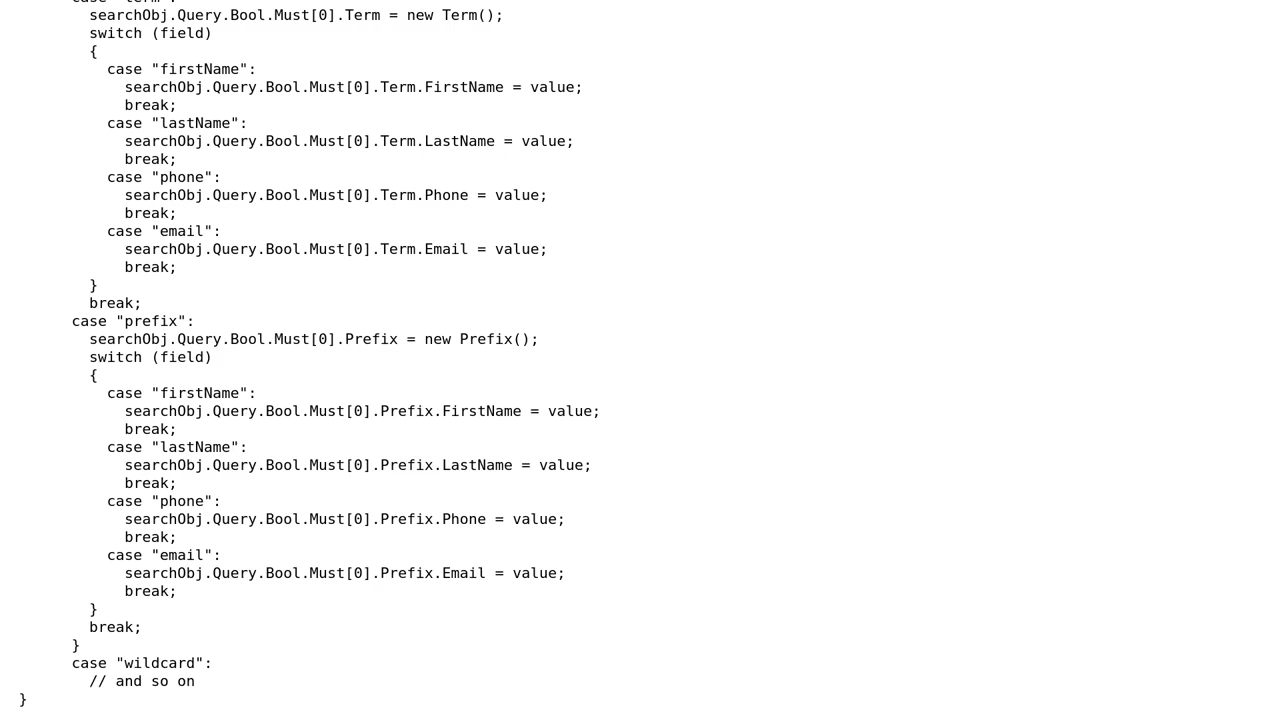 searchObj.Query.Bool.Must[0].Term = new Term();
switch (field)
{
case "firstName":
searchObj.Query.Bool.Must[0].Term.FirstName = value;
break;
case "lastName":
searchObj.Query.Bool.Must[0].Term.LastName = value;
break;
case "phone":
searchObj.Query.Bool.Must[0].Term.Phone = value;
break;
case "email":
searchObj.Query.Bool.Must[0].Term.Email = value;
break;
}
break;
case "prefix":
searchObj.Query.Bool.Must[0].Prefix = new Prefix();
switch (field)
{
case "firstName":
searchObj.Query.Bool.Must[0].Prefix.FirstName = value;
break;
case "lastName":
searchObj.Query.Bool.Must[0].Prefix.LastName = value;
break;
case "phone":
searchObj.Query.Bool.Must[0].Prefix.Phone = value;
break;
case "email":
searchObj.Query.Bool.Must[0].Prefix.Email = value;
break;
}
break;
}
case "wildcard":
// and so on
}